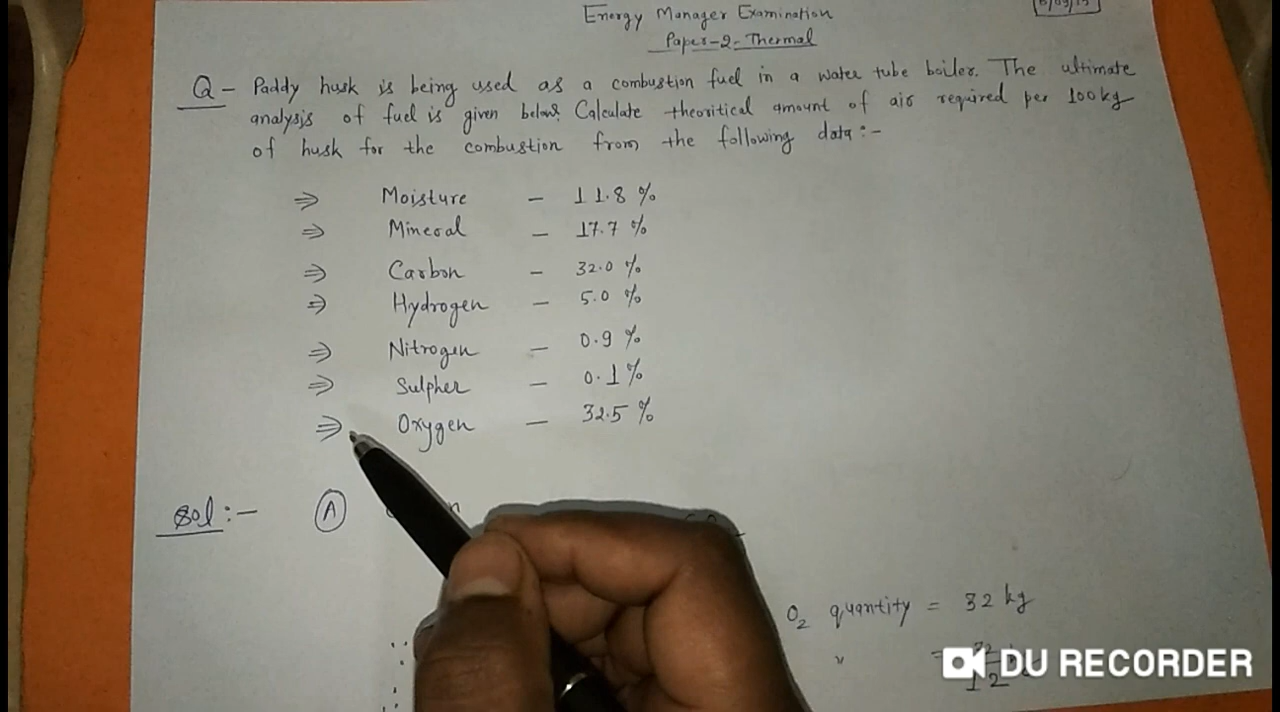 Energy Manager Examination
Paper-2-Thermal
Q - Paddy husk is being used as a combustion fuel in a water tube boiler. The ultimate
analysis of fuel is given below. Calculate theoritical amount of air required per 100kg
of husk for the combustion from the following data:-
⇒ Moisture - 11.8 %
⇒ Mineral - 17.7 %
⇒ Carbon - 32.0 %
⇒ Hydrogen - 5.0 %
⇒ Nitrogen - 0.9 %
⇒ Sulpher - 0.1 %
⇒ Oxygen - 32.5 %
Sol:- A
O2 quantity = 32 kg
" =
12
DU RECORDER